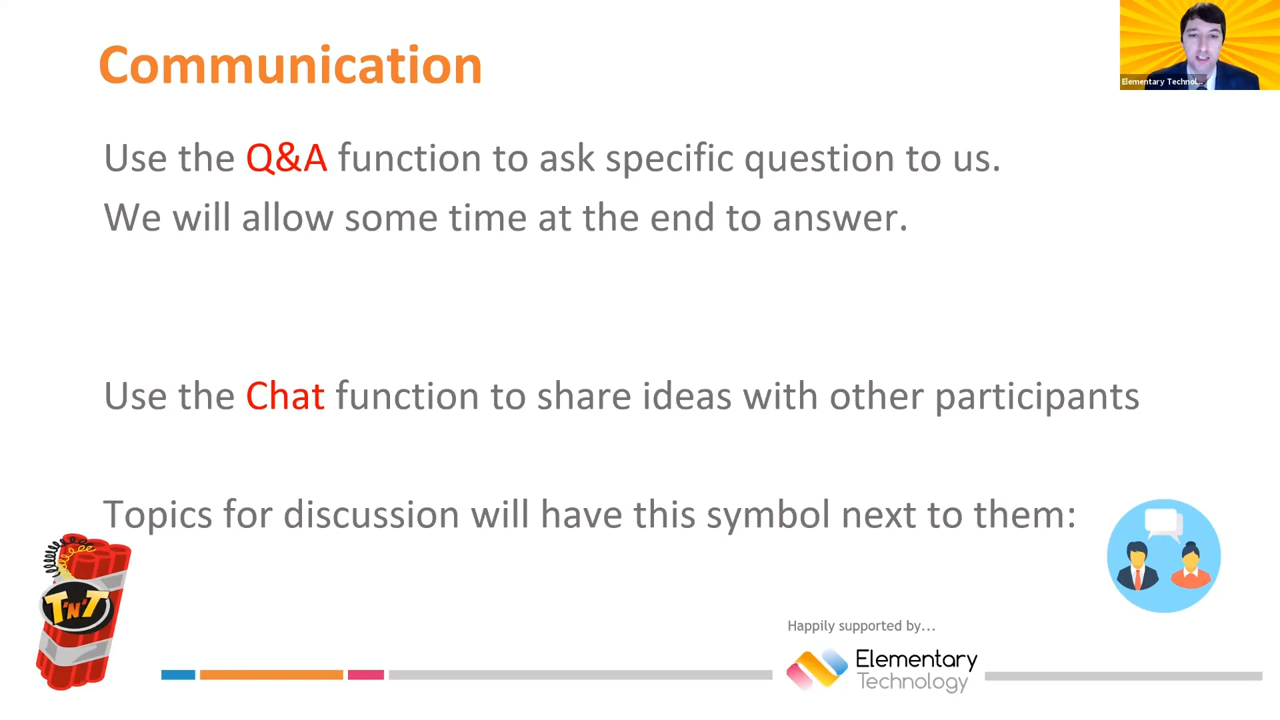 Communication
Elementary Technol...
Use the Q&A function to ask specific question to us.
We will allow some time at the end to answer.
Use the Chat function to share ideas with other participants
Topics for discussion will have this symbol next to them:
T'N'T
Happily supported by...
Elementary
Technology